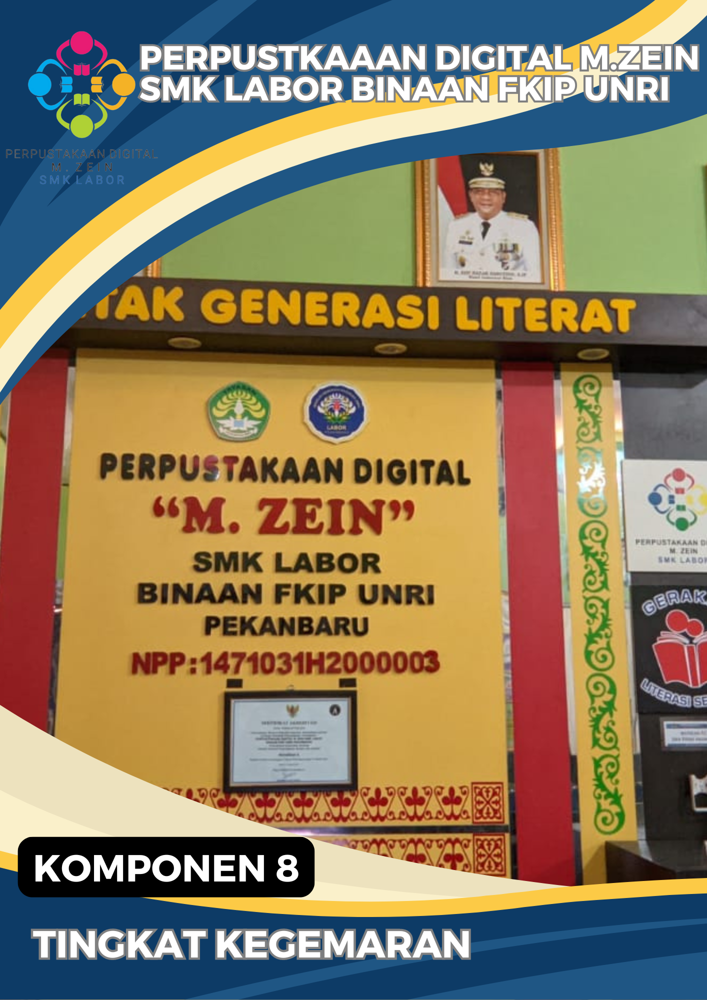 PERPUSTKAAAN DIGITAL M.ZEIN
SMK LABOR BINAAN FKIP UNRI
PERPUSTAKAAN DIGITAL
M. ZEIN
SMK LABOR
TAK GENERASI LITERAT
LABOR
PERPUSTAKAAN DIGITAL
“M. ZEIN”
SMK LABOR
BINAAN FKIP UNRI
PEKANBARU
NPP:1471031H2000003
PERPUSTAKAAN DI
M. ZEIN
SMK LABOR
GERAK
LITERASI SE
KOMPONEN 8
TINGKAT KEGEMARAN